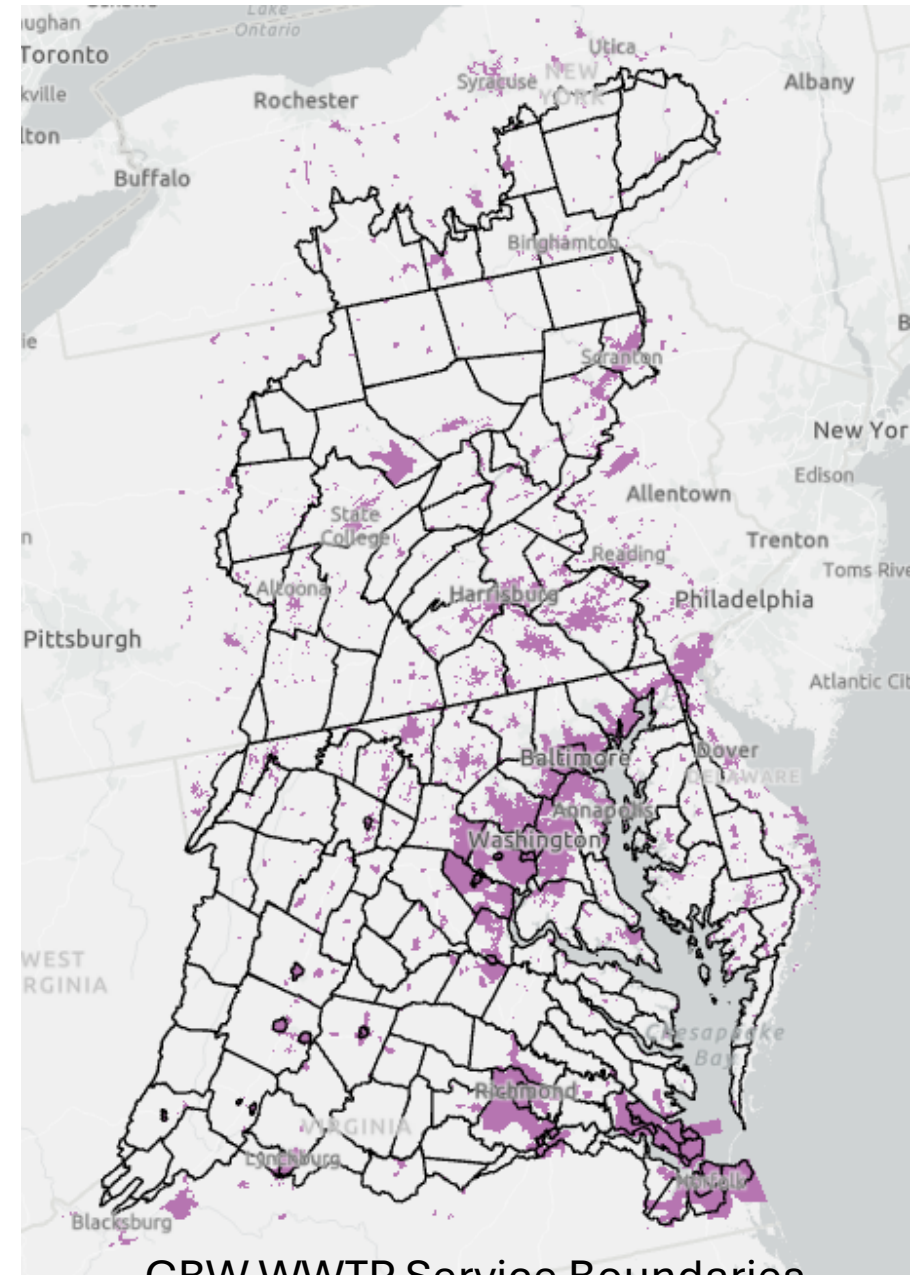 Lake
Ontario
Toronto
Utica
Syracuse
NEW
YORK
Albany
Rochester
Buffalo
Binghamton
Scranton
New Yor
Edison
Allentown
State
College
Trenton
Reading
Toms Rive
Altoona
Harrisburg
Philadelphia
Pittsburgh
Atlantic Cit
Baltimore
Dover
DELAWARE
Annapolis
Washington
WEST
RGINIA
Chesapeake
Bay
Richmond
VIRGINIA
Lynchburg
Norfolk
Blacksburg
CBW WWTP Service Boundaries